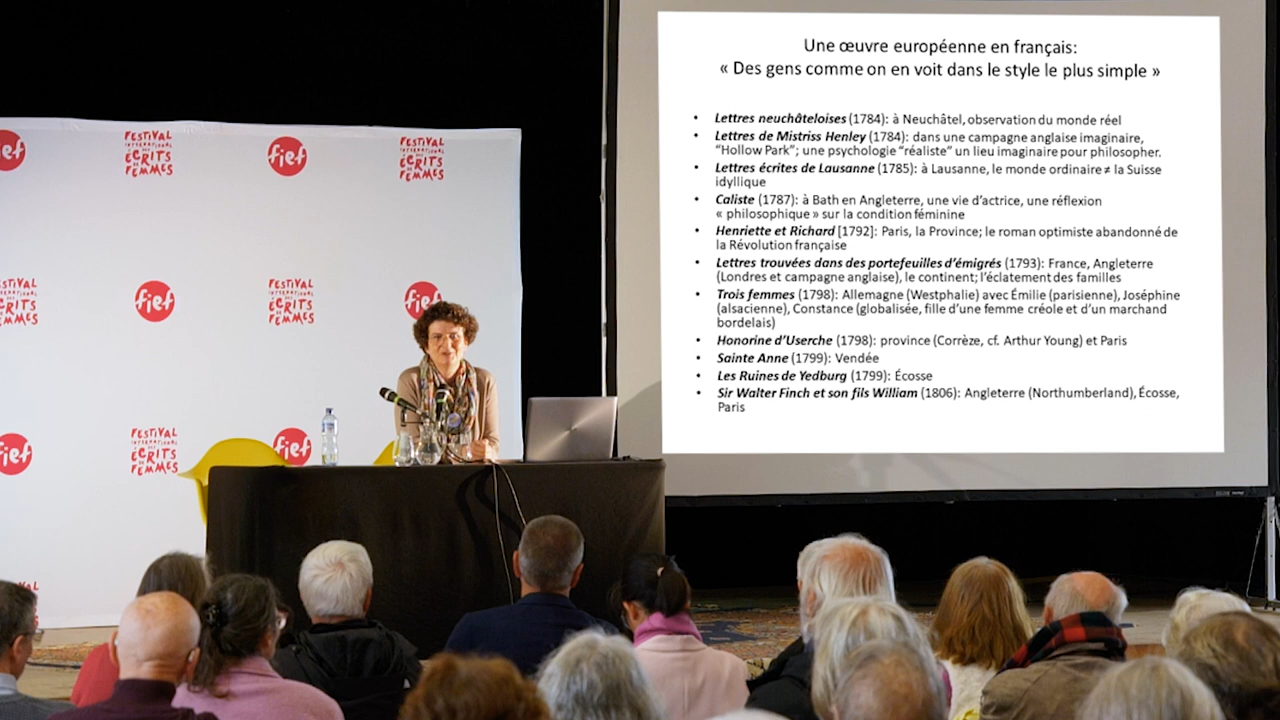 Une œuvre européenne en français:
« Des gens comme on en voit dans le style le plus simple »
• Lettres neuchâteloises (1784): à Neuchâtel, observation du monde réel
• Lettres de Mistriss Henley (1784): dans une campagne anglaise imaginaire,
“Hollow Park”; une psychologie “réaliste” un lieu imaginaire pour philosopher.
• Lettres écrites de Lausanne (1785): à Lausanne, le monde ordinaire ≠ la Suisse
idyllique
• Caliste (1787): à Bath en Angleterre, une vie d’actrice, une réflexion
« philosophique » sur la condition féminine
• Henriette et Richard [1792]: Paris, la Province; le roman optimiste abandonné de
la Révolution française
• Lettres trouvées dans des portefeuilles d’émigrés (1793): France, Angleterre
(Londres et campagne anglaise), le continent; l’éclatement des familles
• Trois femmes (1798): Allemagne (Westphalie) avec Émilie (parisienne), Joséphine
(alsacienne), Constance (globalisée, fille d’une femme créole et d’un marchand
bordelais)
• Honorine d’Userche (1798): province (Corrèze, cf. Arthur Young) et Paris
• Sainte Anne (1799): Vendée
• Les Ruines de Yedburg (1799): Écosse
• Sir Walter Finch et son fils William (1806): Angleterre (Northumberland), Écosse,
Paris
fief
FESTIVAL
INTERNATIONAL
DES
ÉCRITS
DE
FEMMES
fief
FESTIVAL
INTERNATIONAL
DES
ÉCRITS
DE
FEMMES
FESTIVAL
INTERNATIONAL
DES
ÉCRITS
DE
FEMMES
fief
FESTIVAL
INTERNATIONAL
DES
ÉCRITS
DE
FEMMES
fief
fief
FESTIVAL
INTERNATIONAL
DES
ÉCRITS
DE
FEMMES
fief